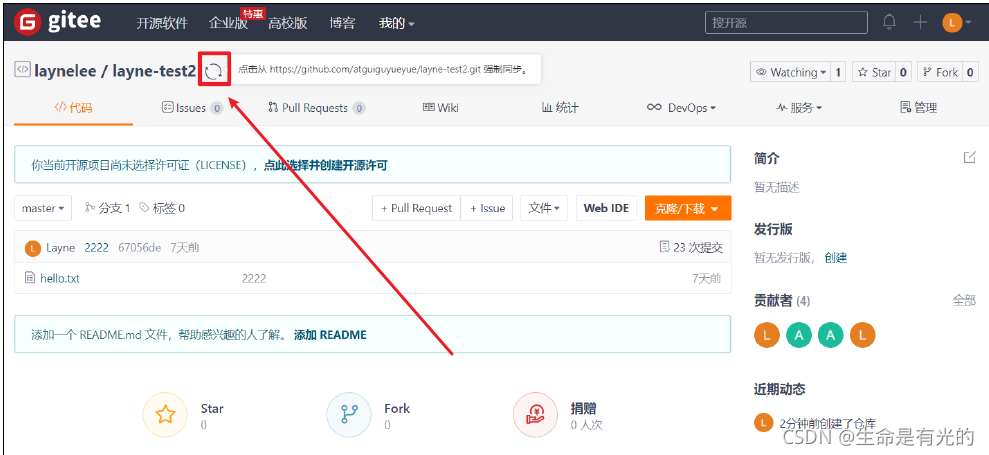 gitee 开源软件 企业版 特惠 高校版 博客 我的 搜开源 L
laynelee / layne-test2 点击从 https://github.com/atguiguyueyue/layne-test2.git 强制同步。 Watching 1 Star 0 Fork 0
代码 Issues 0 Pull Requests 0 Wiki 统计 DevOps 服务 管理
你当前开源项目尚未选择许可证（LICENSE），点此选择并创建开源许可
master 分支 1 标签 0 + Pull Request + Issue 文件 Web IDE 克隆/下载
L Layne 2222 67056de 7天前 23 次提交
hello.txt 2222 7天前
添加一个 README.md 文件，帮助感兴趣的人了解。 添加 README
Star
0
Fork
0
捐赠
0 人次
简介
暂无描述
发行版
暂无发行版， 创建
贡献者 (4) 全部
L A A L
近期动态
L 2分钟前创建了仓库
CSDN @生命是有光的